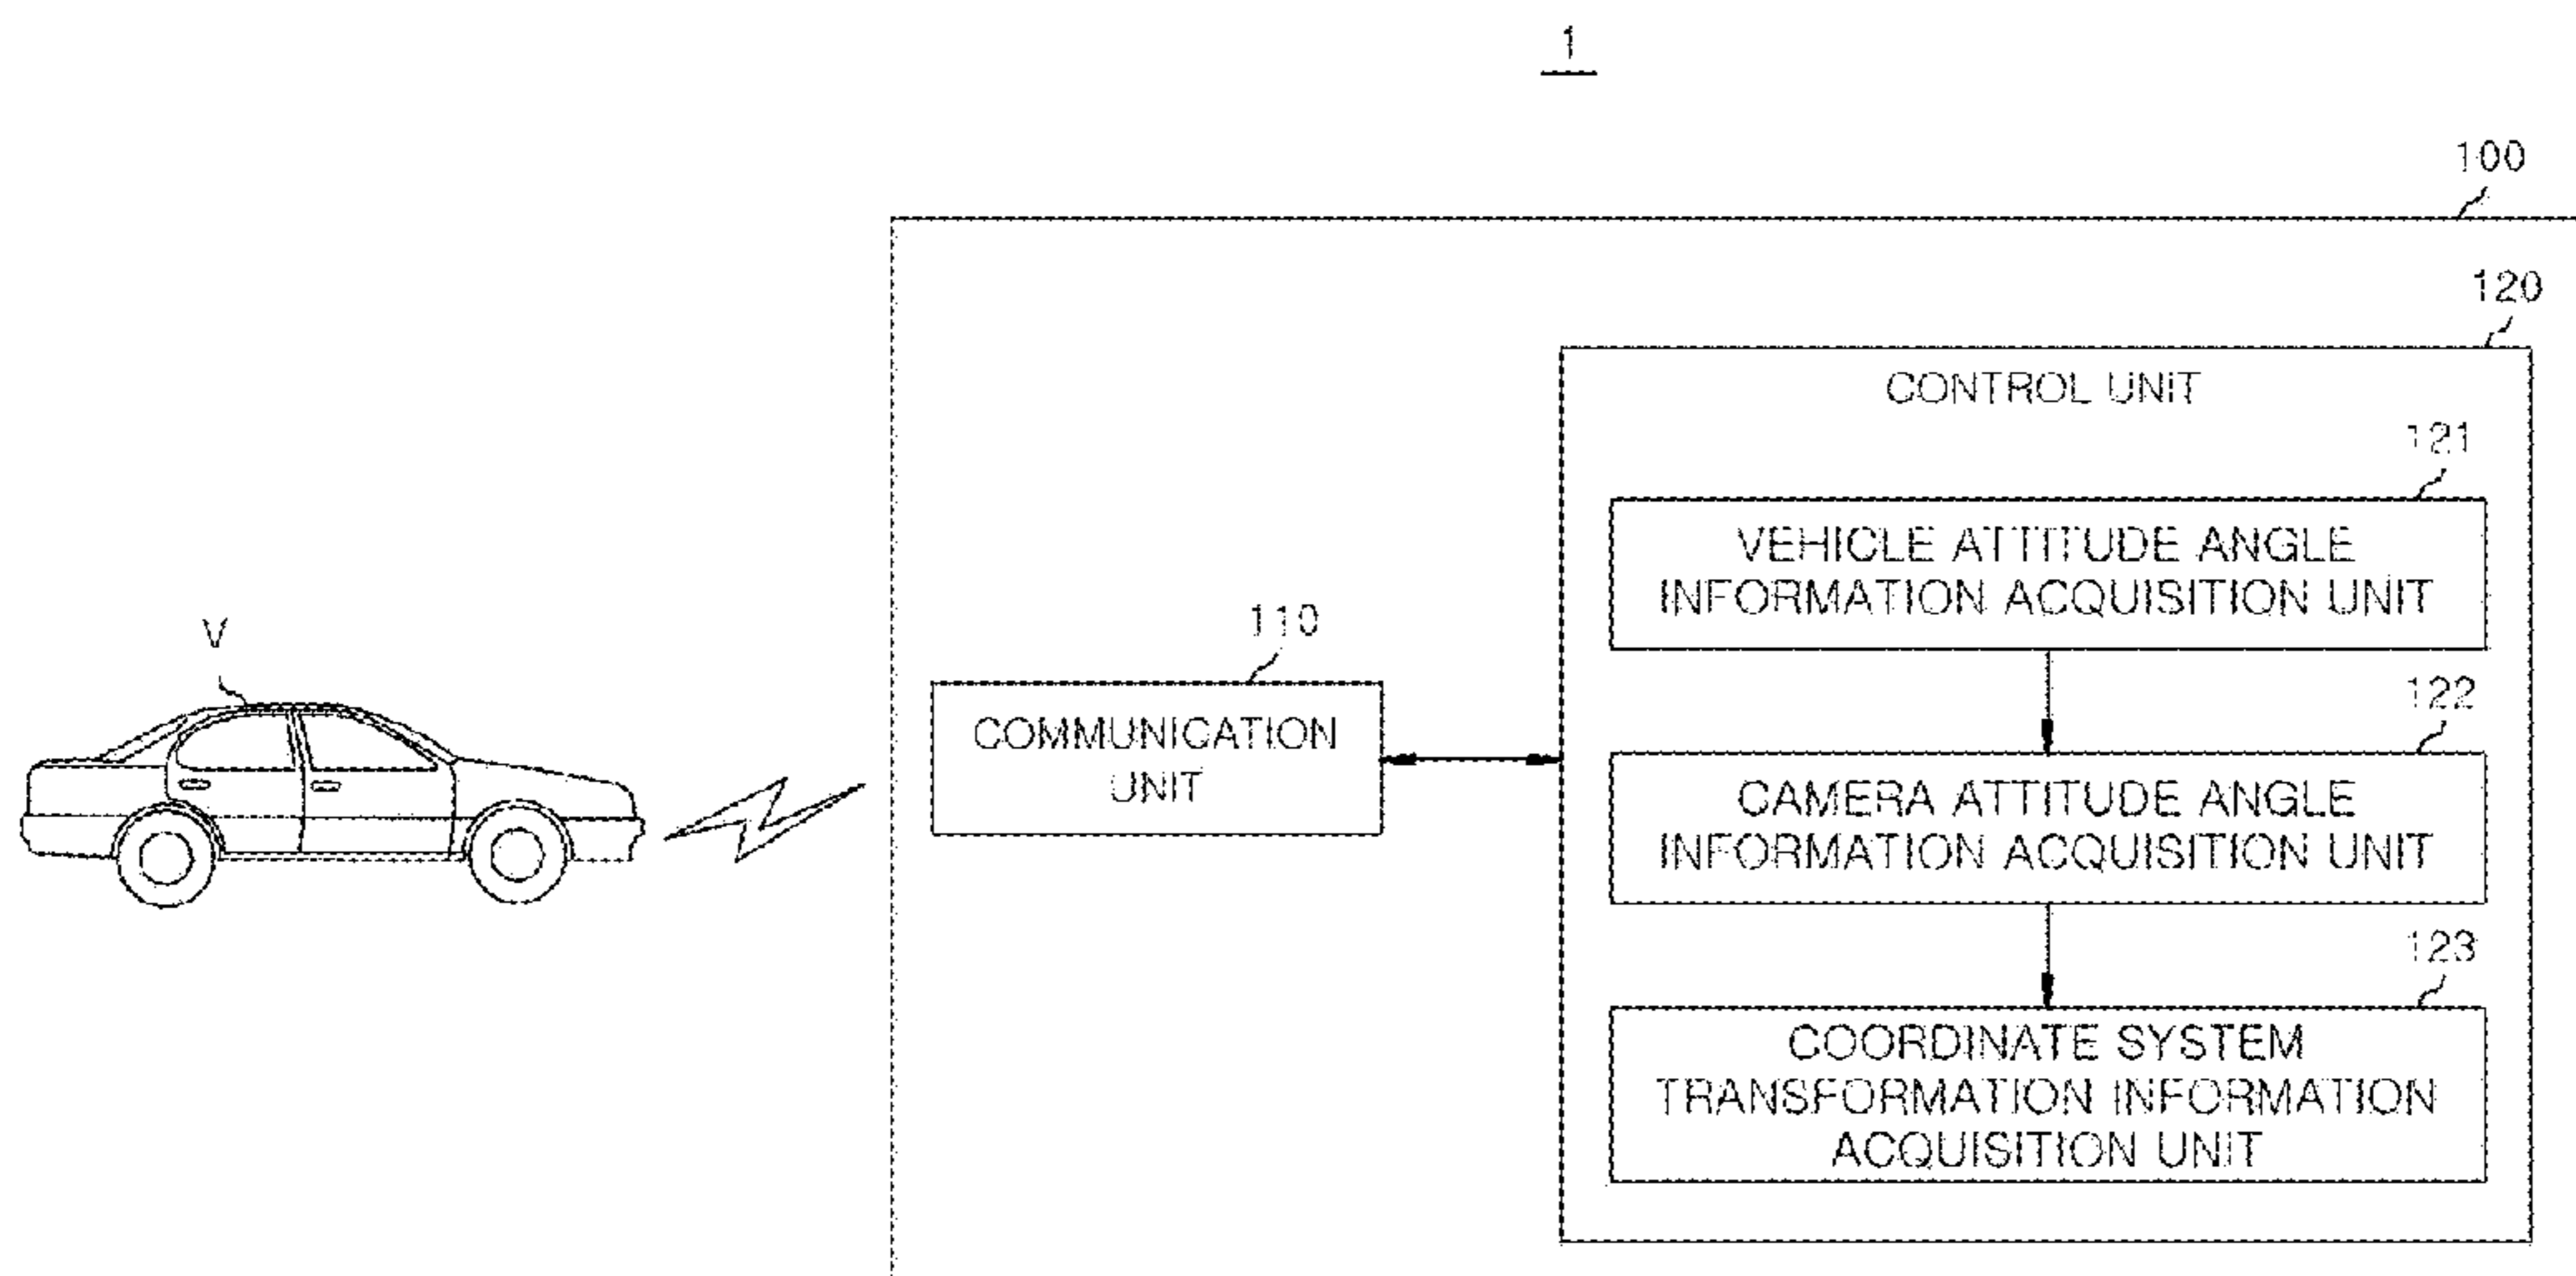 1
100
120
CONTROL UNIT
121
VEHICLE ATTITUDE ANGLE
INFORMATION ACQUISITION UNIT
V
110
COMMUNICATION
UNIT
122
CAMERA ATTITUDE ANGLE
INFORMATION ACQUISITION UNIT
123
COORDINATE SYSTEM
TRANSFORMATION INFORMATION
ACQUISITION UNIT